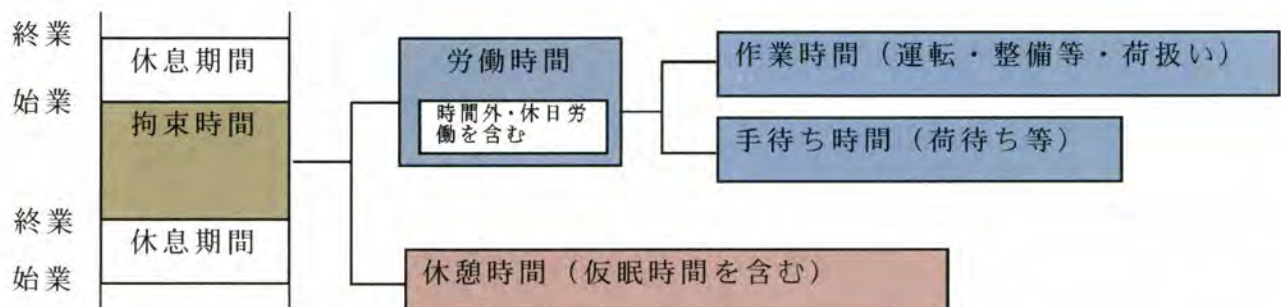 終業
休息期間
始業
拘束時間
終業
休息期間
始業
労働時間
時間外・休日労
働を含む
作業時間（運転・整備等・荷扱い）
手待ち時間（荷待ち等）
休憩時間（仮眠時間を含む）